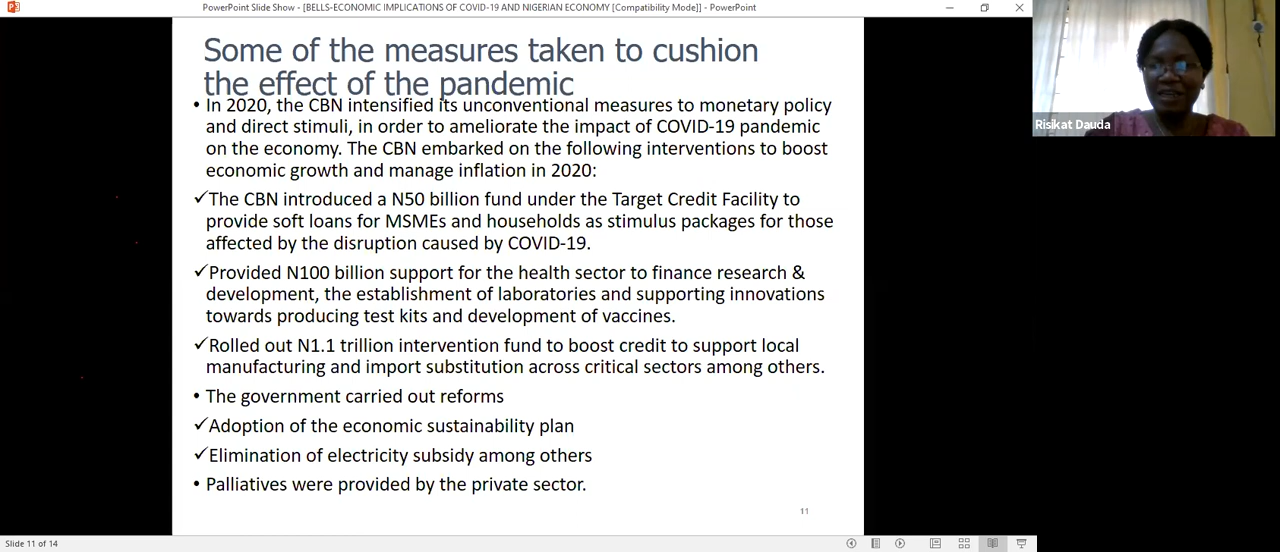 PowerPoint Slide Show - [BELLS-ECONOMIC IMPLICATIONS OF COVID-19 AND NIGERIAN ECONOMY [Compatibility Mode]] - PowerPoint
Some of the measures taken to cushion
the effect of the pandemic
• In 2020, the CBN intensified its unconventional measures to monetary policy
and direct stimuli, in order to ameliorate the impact of COVID-19 pandemic
on the economy. The CBN embarked on the following interventions to boost
economic growth and manage inflation in 2020:
✓The CBN introduced a N50 billion fund under the Target Credit Facility to
provide soft loans for MSMEs and households as stimulus packages for those
affected by the disruption caused by COVID-19.
✓Provided N100 billion support for the health sector to finance research &
development, the establishment of laboratories and supporting innovations
towards producing test kits and development of vaccines.
✓Rolled out N1.1 trillion intervention fund to boost credit to support local
manufacturing and import substitution across critical sectors among others.
• The government carried out reforms
✓Adoption of the economic sustainability plan
✓Elimination of electricity subsidy among others
• Palliatives were provided by the private sector.
11
Slide 11 of 14
Risikat Dauda